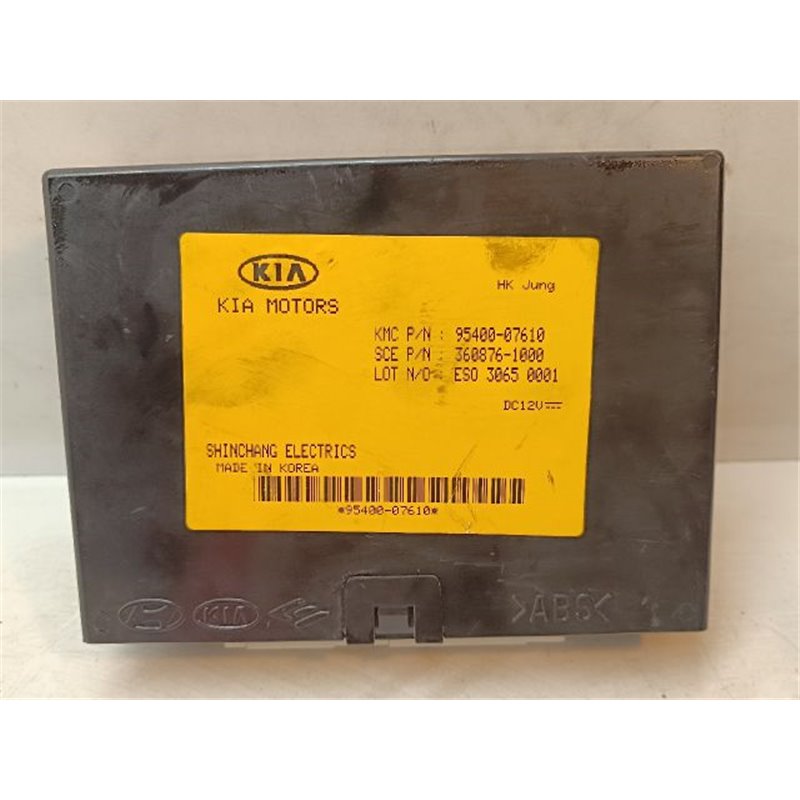 KIA
KIA MOTORS
HK Jung
KMC P/N : 95400-07610
SCE P/N : 360876-1000
LOT N/O ES0 3065 0001
DC12V
SHINCHANG ELECTRICS
MADE IN KOREA
*95400-07610*
KIA
>ABS<